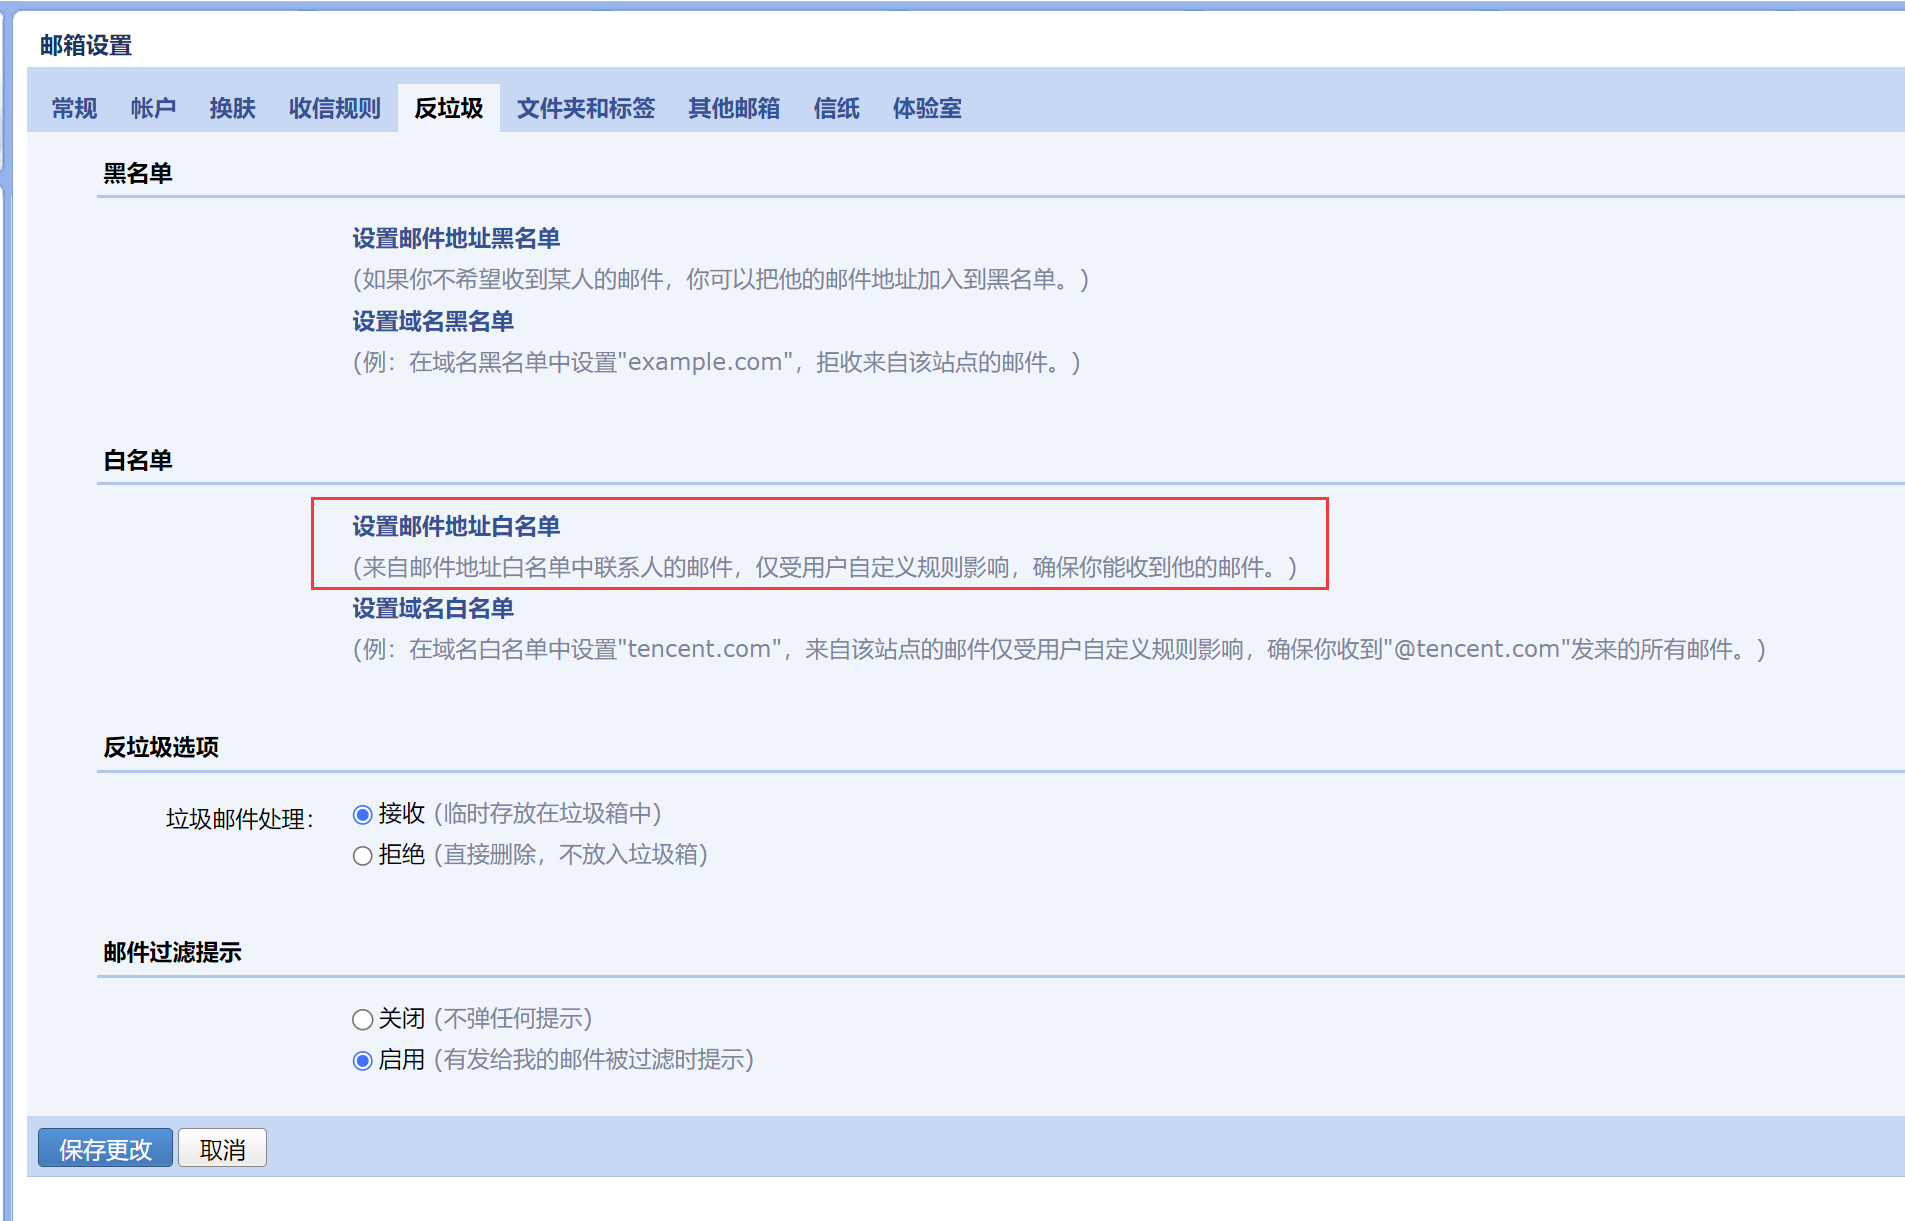 邮箱设置
常规 帐户 换肤 收信规则 反垃圾 文件夹和标签 其他邮箱 信纸 体验室
黑名单
设置邮件地址黑名单
(如果你不希望收到某人的邮件，你可以把他的邮件地址加入到黑名单。)
设置域名黑名单
(例：在域名黑名单中设置"example.com"，拒收来自该站点的邮件。)
白名单
设置邮件地址白名单
(来自邮件地址白名单中联系人的邮件，仅受用户自定义规则影响，确保你能收到他的邮件。)
设置域名白名单
(例：在域名白名单中设置"tencent.com"，来自该站点的邮件仅受用户自定义规则影响，确保你收到"@tencent.com"发来的所有邮件。)
反垃圾选项
垃圾邮件处理： 接收 (临时存放在垃圾箱中)
拒绝 (直接删除，不放入垃圾箱)
邮件过滤提示
关闭 (不弹任何提示)
启用 (有发给我的邮件被过滤时提示)
保存更改 取消